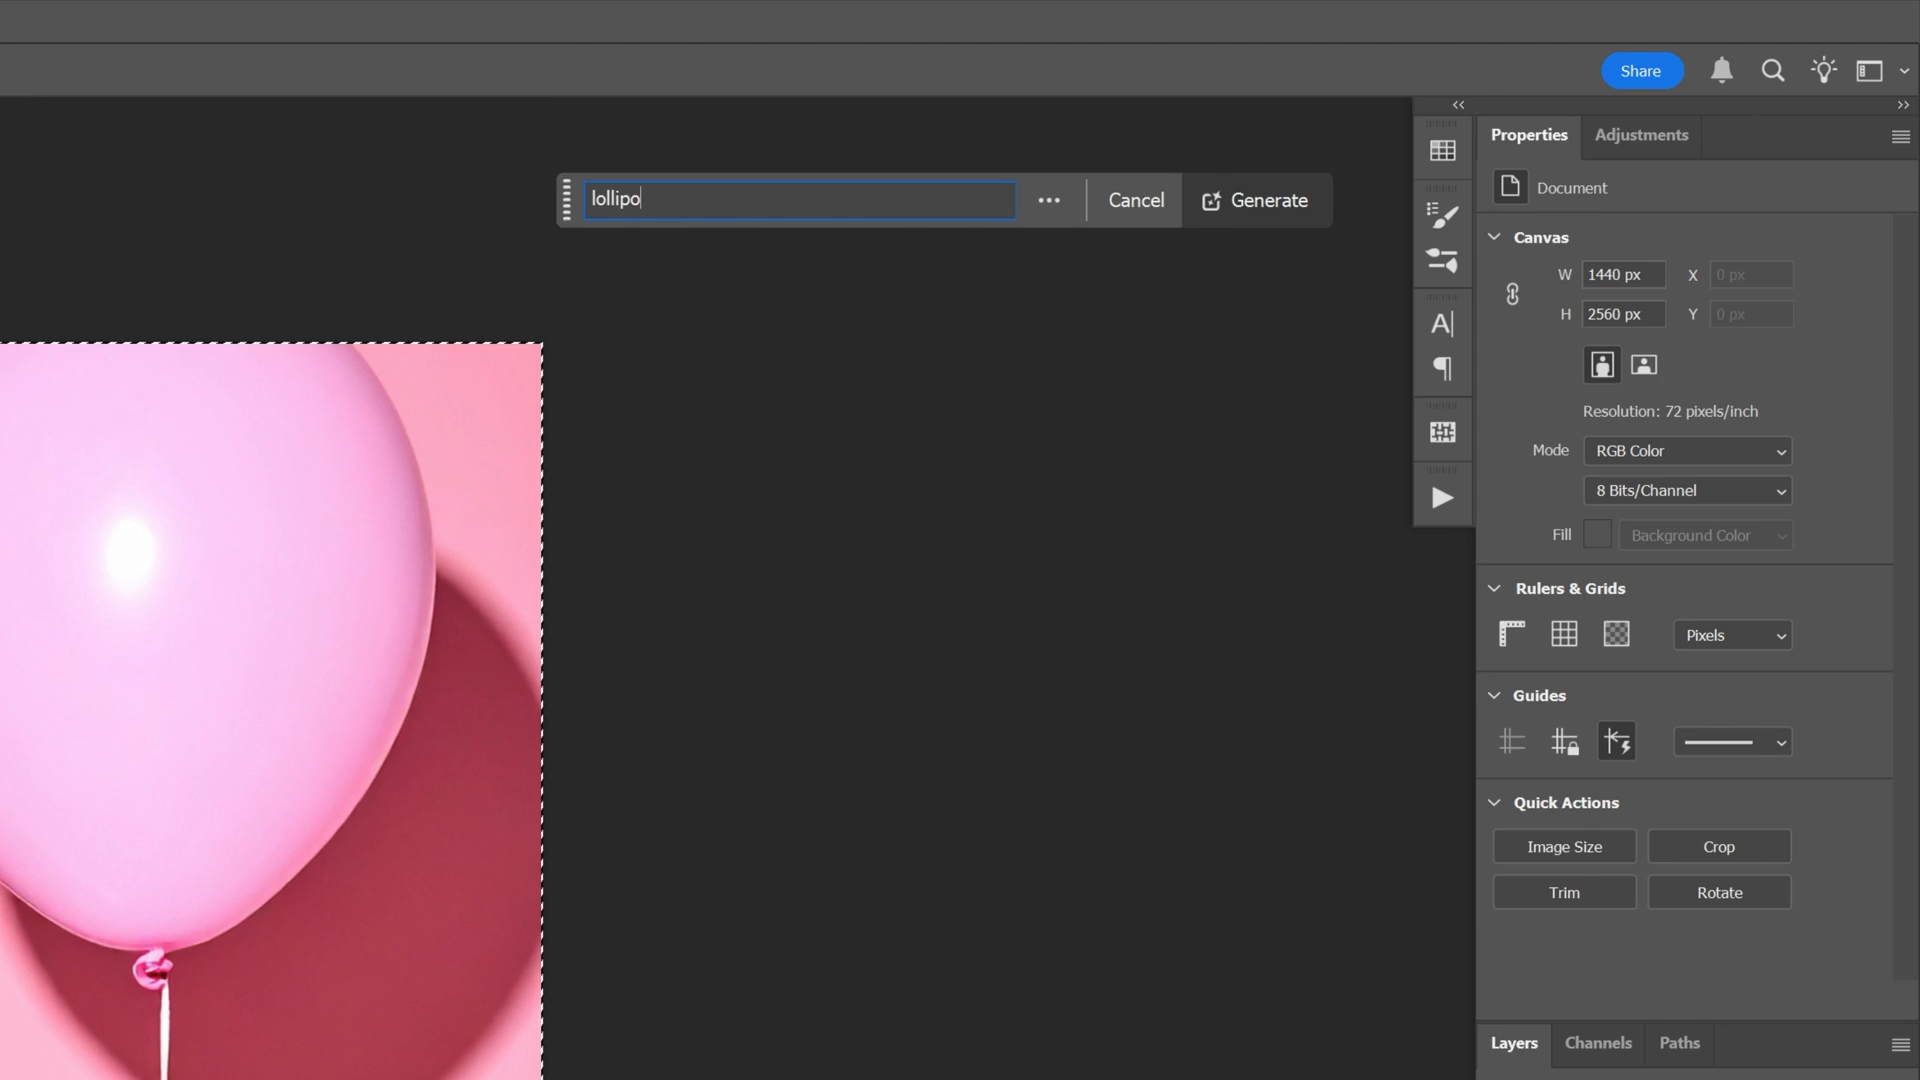 Share
Properties Adjustments
lollipo Cancel Generate
Document
Canvas
W 1440 px X 0 px
H 2560 px Y 0 px
Resolution: 72 pixels/inch
Mode RGB Color
8 Bits/Channel
Fill Background Color
Rulers & Grids
Pixels
Guides
Quick Actions
Image Size Crop
Trim Rotate
Layers Channels Paths